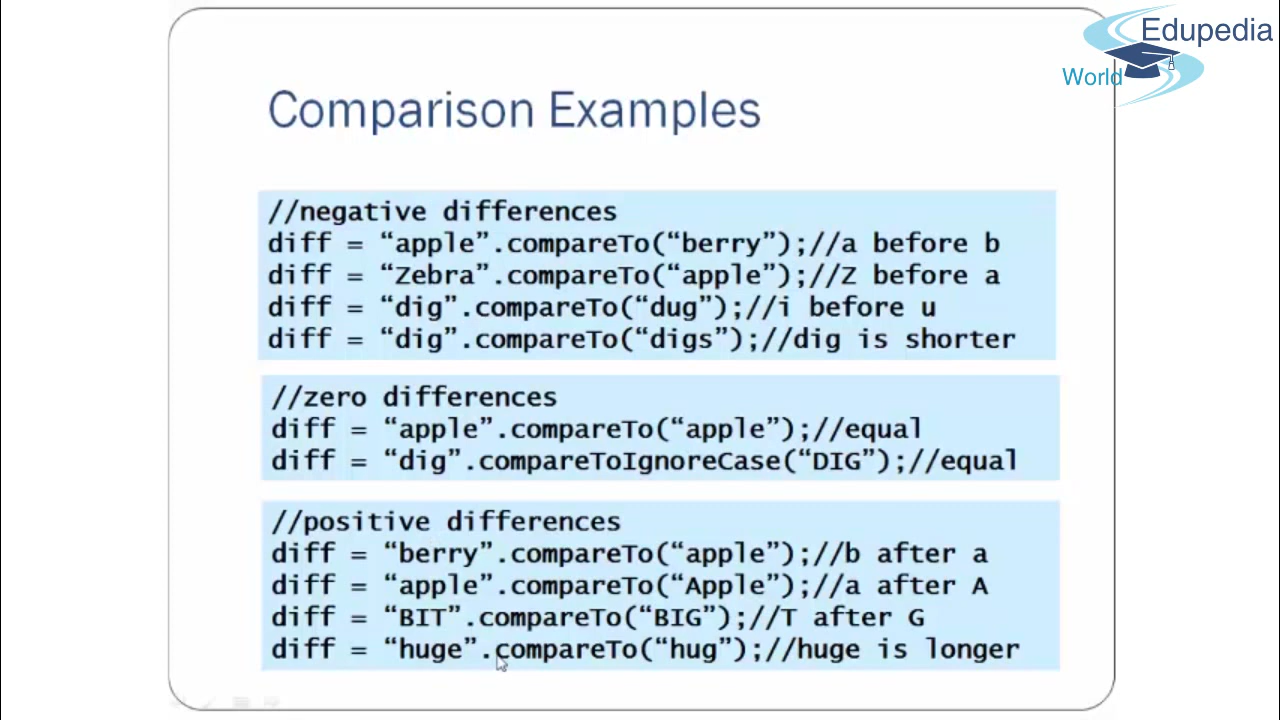 Edupedia
World
Comparison Examples
//negative differences
diff = “apple”.compareTo(“berry”);//a before b
diff = “Zebra”.compareTo(“apple”);//Z before a
diff = “dig”.compareTo(“dug”);//i before u
diff = “dig”.compareTo(“digs”);//dig is shorter
//zero differences
diff = “apple”.compareTo(“apple”);//equal
diff = “dig”.compareToIgnoreCase(“DIG”);//equal
//positive differences
diff = “berry”.compareTo(“apple”);//b after a
diff = “apple”.compareTo(“Apple”);//a after A
diff = “BIT”.compareTo(“BIG”);//T after G
diff = “huge”.compareTo(“hug”);//huge is longer